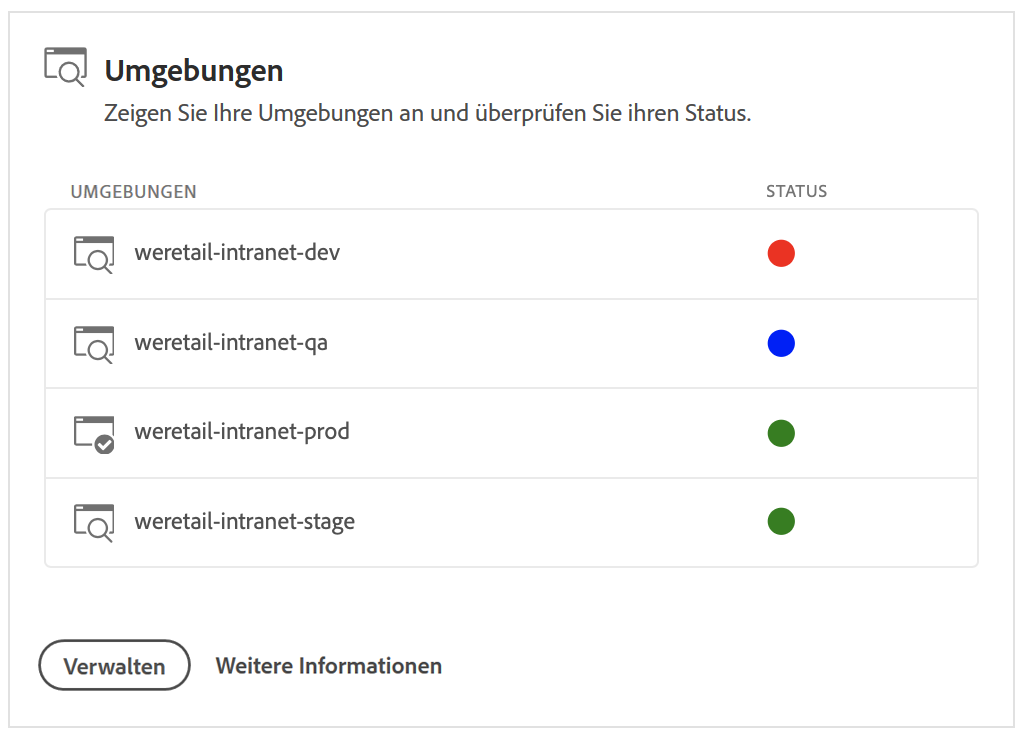 Umgebungen
Zeigen Sie Ihre Umgebungen an und überprüfen Sie ihren Status.
UMGEBUNGEN STATUS
weretail-intranet-dev
weretail-intranet-qa
weretail-intranet-prod
weretail-intranet-stage
Verwalten Weitere Informationen